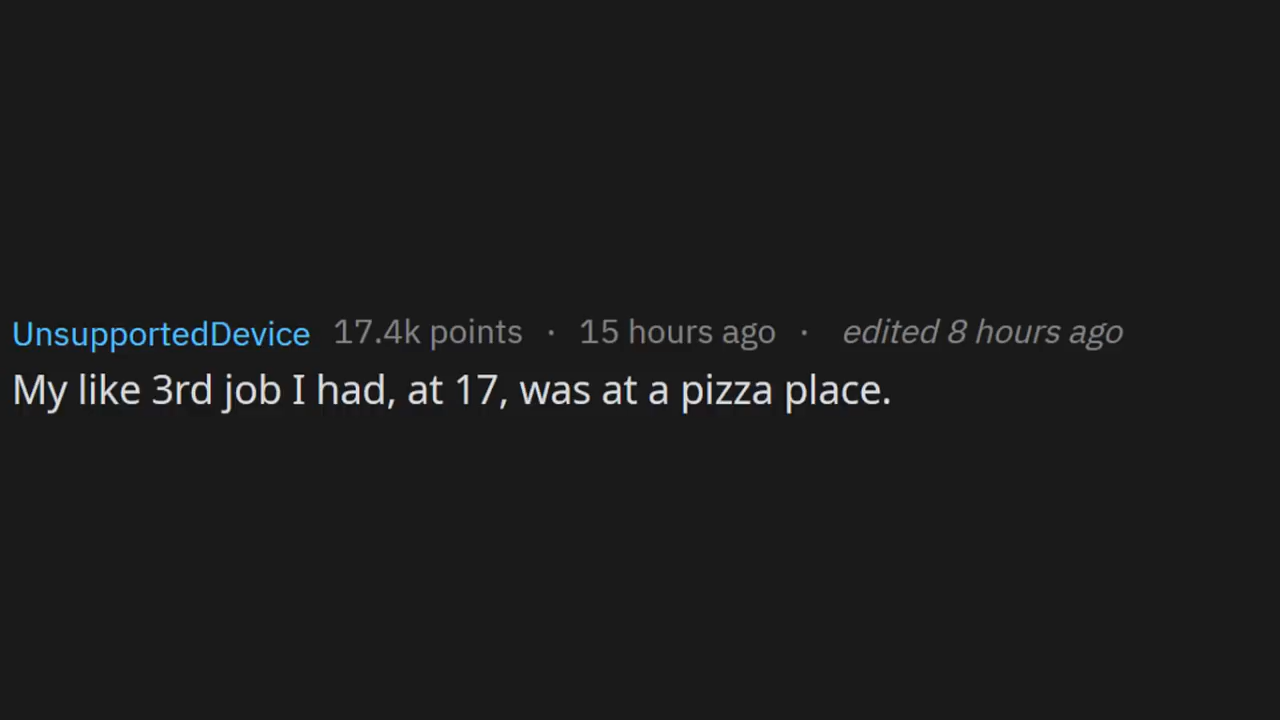 UnsupportedDevice 17.4k points · 15 hours ago · edited 8 hours ago
My like 3rd job I had, at 17, was at a pizza place.